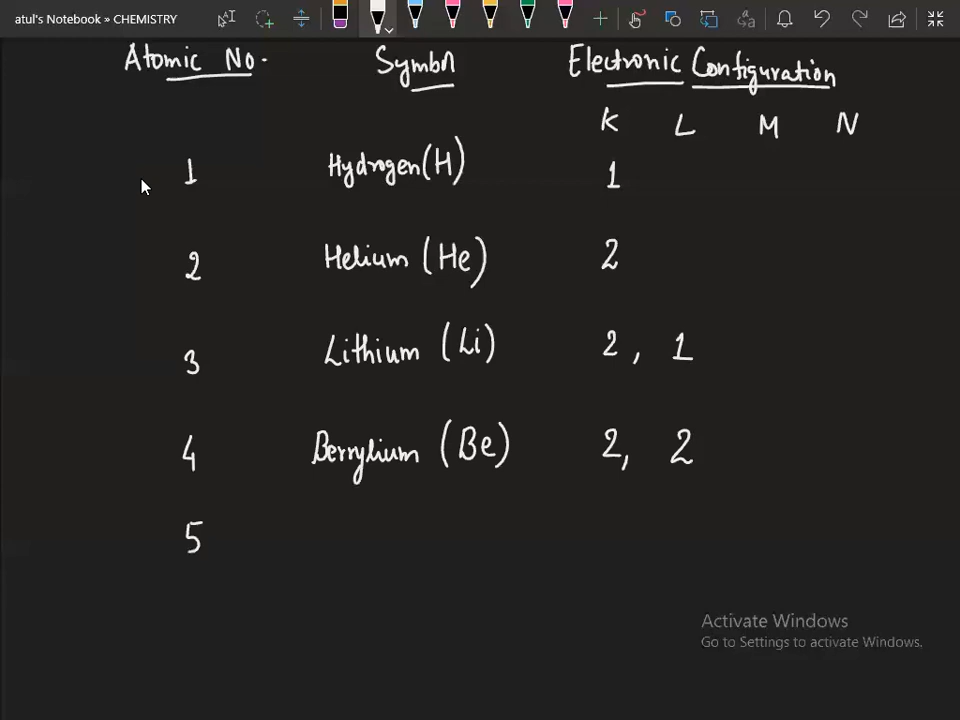 atul's Notebook » CHEMISTRY
Atomic No. Symbol Electronic Configuration
K L M N
1 Hydrogen (H) 1
2 Helium (He) 2
3 Lithium (Li) 2, 1
4 Berrylium (Be) 2, 2
5
Activate Windows
Go to Settings to activate Windows.